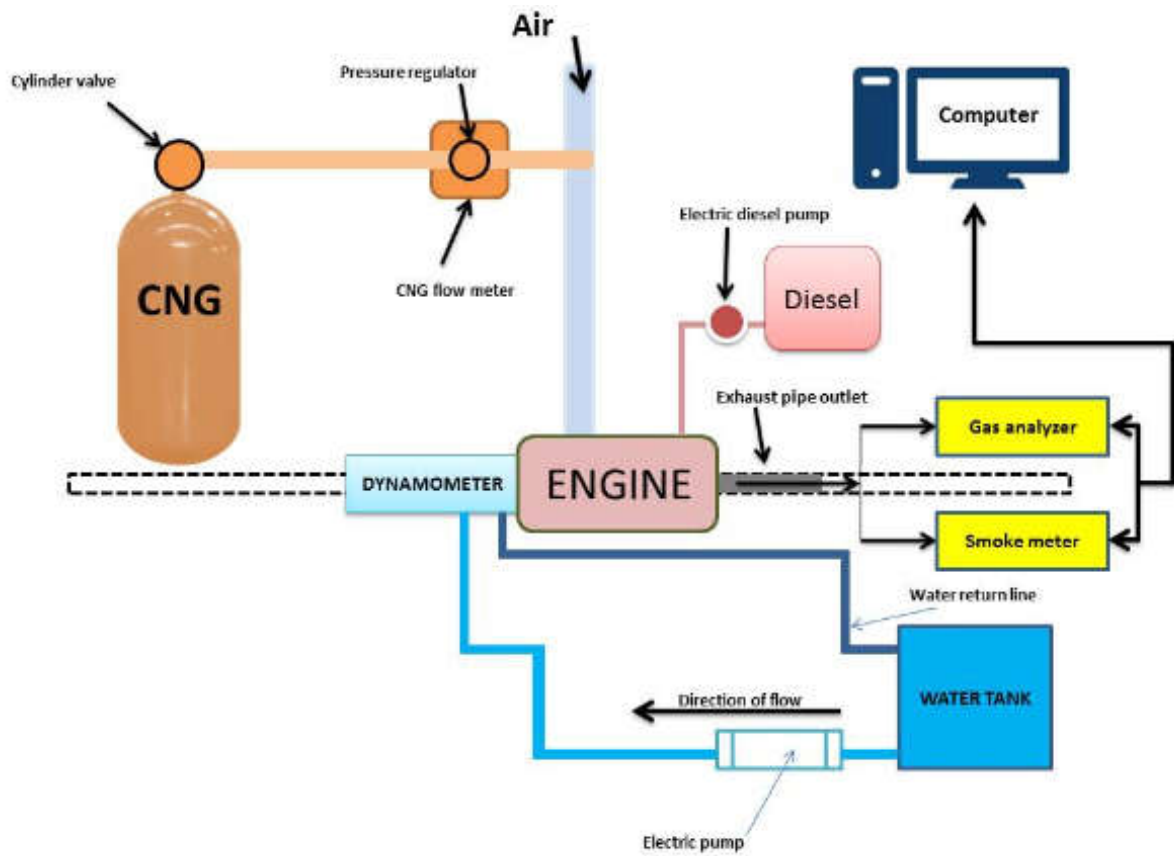 Air
Cylinder valve
Pressure regulator
Computer
Electric diesel pump
CNG
CNG flow meter
Diesel
Exhaust pipe outlet
Gas analyzer
DYNAMOMETER
ENGINE
Smoke meter
Water return line
Direction of flow
WATER TANK
Electric pump